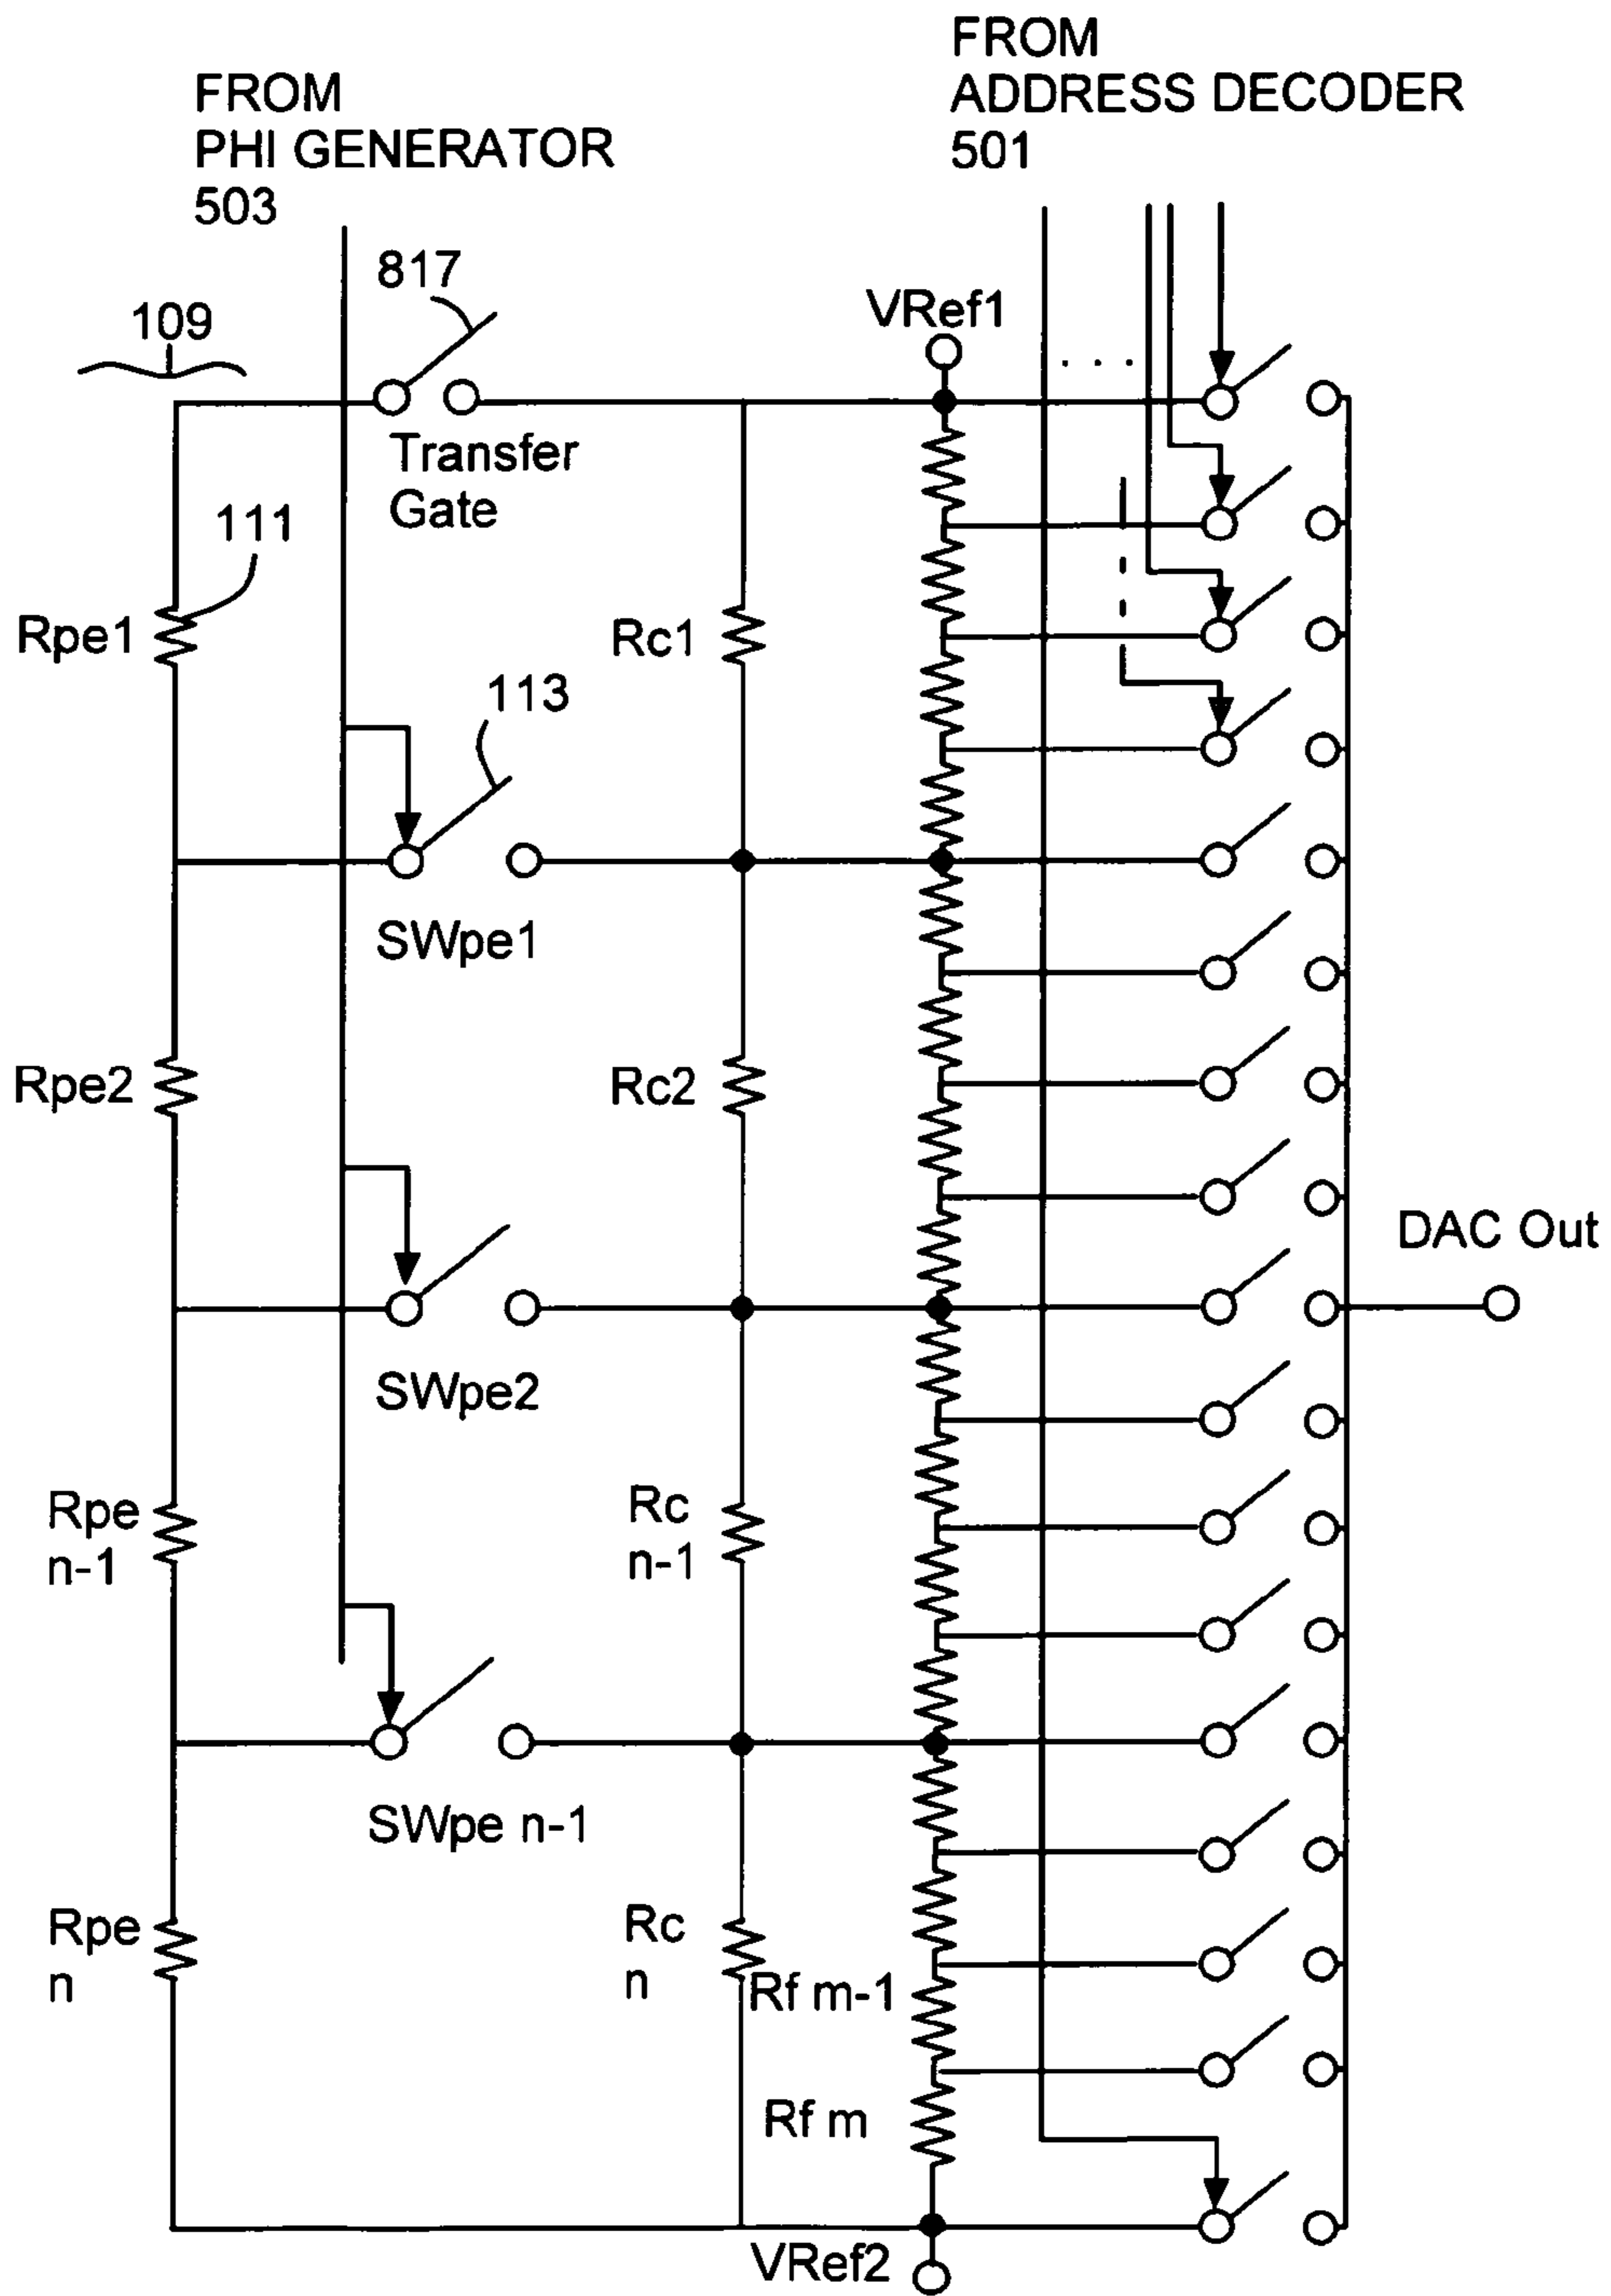 FROM
PHI GENERATOR
503
FROM
ADDRESS DECODER
501
817
109
VRef1
. . .
Transfer
Gate
111
Rpe1
Rc1
113
SWpe1
Rpe2
Rc2
DAC Out
SWpe2
Rpe
n-1
Rc
n-1
SWpe n-1
Rpe
n
Rc
n
Rf m-1
Rf m
VRef2